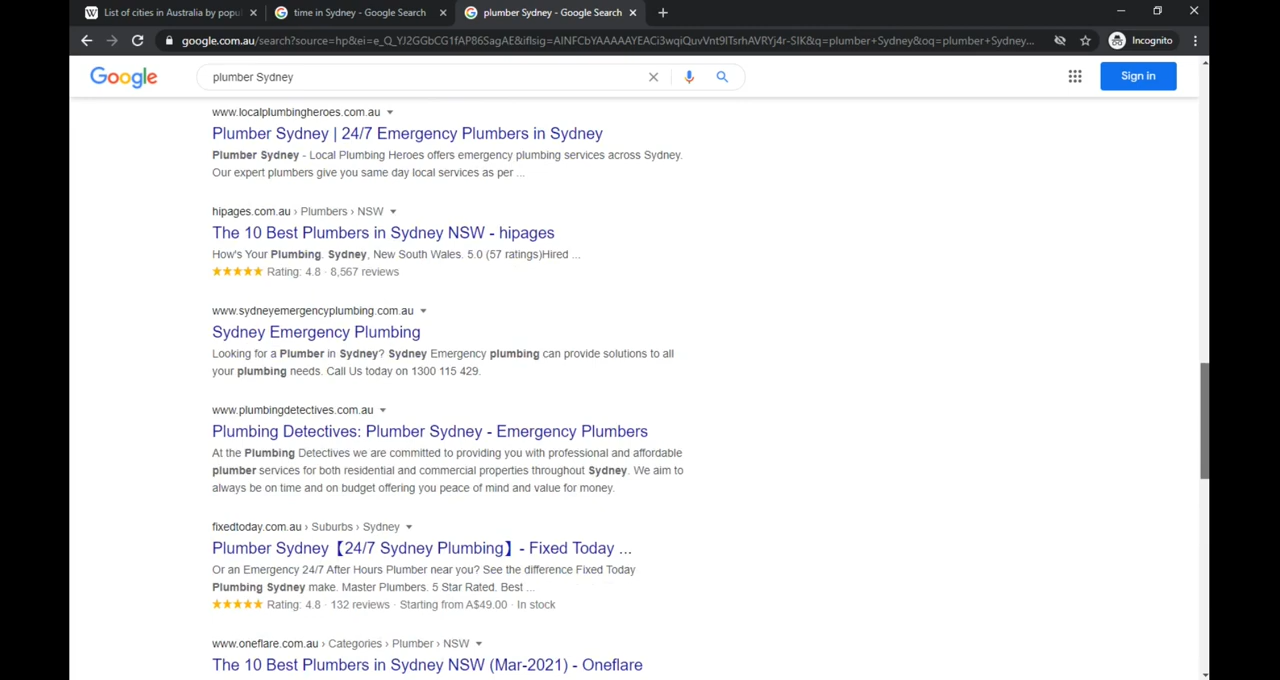 List of cities in Australia by popul
time in Sydney - Google Search
plumber Sydney - Google Search
google.com.au/search?source=hp&ei=e_Q_YJ2GGbCG1fAP86SagAE&iflsig=AINFCbYAAAAAYEACi3wqiQuvVnt9ITsrhAVRYj4r-SIK&q=plumber+Sydney&oq=plumber+Sydney...
Incognito
Google
plumber Sydney
Sign in
www.localplumbingheroes.com.au
Plumber Sydney | 24/7 Emergency Plumbers in Sydney
Plumber Sydney - Local Plumbing Heroes offers emergency plumbing services across Sydney.
Our expert plumbers give you same day local services as per ...
hipages.com.au › Plumbers › NSW
The 10 Best Plumbers in Sydney NSW - hipages
How's Your Plumbing. Sydney, New South Wales. 5.0 (57 ratings)Hired ...
Rating: 4.8 · 8,567 reviews
www.sydneyemergencyplumbing.com.au
Sydney Emergency Plumbing
Looking for a Plumber in Sydney? Sydney Emergency plumbing can provide solutions to all
your plumbing needs. Call Us today on 1300 115 429.
www.plumbingdetectives.com.au
Plumbing Detectives: Plumber Sydney - Emergency Plumbers
At the Plumbing Detectives we are committed to providing you with professional and affordable
plumber services for both residential and commercial properties throughout Sydney. We aim to
always be on time and on budget offering you peace of mind and value for money.
fixedtoday.com.au › Suburbs › Sydney
Plumber Sydney【24/7 Sydney Plumbing】- Fixed Today ...
Or an Emergency 24/7 After Hours Plumber near you? See the difference Fixed Today
Plumbing Sydney make. Master Plumbers. 5 Star Rated. Best ...
Rating: 4.8 · 132 reviews · Starting from A$49.00 · In stock
www.oneflare.com.au › Categories › Plumber › NSW
The 10 Best Plumbers in Sydney NSW (Mar-2021) - Oneflare